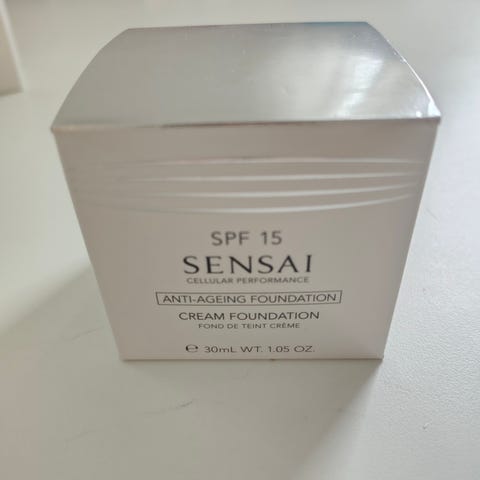 SPF 15
SENSAI
CELLULAR PERFORMANCE
ANTI-AGEING FOUNDATION
CREAM FOUNDATION
FOND DE TEINT CRÈME
℮ 30mL WT. 1.05 OZ.